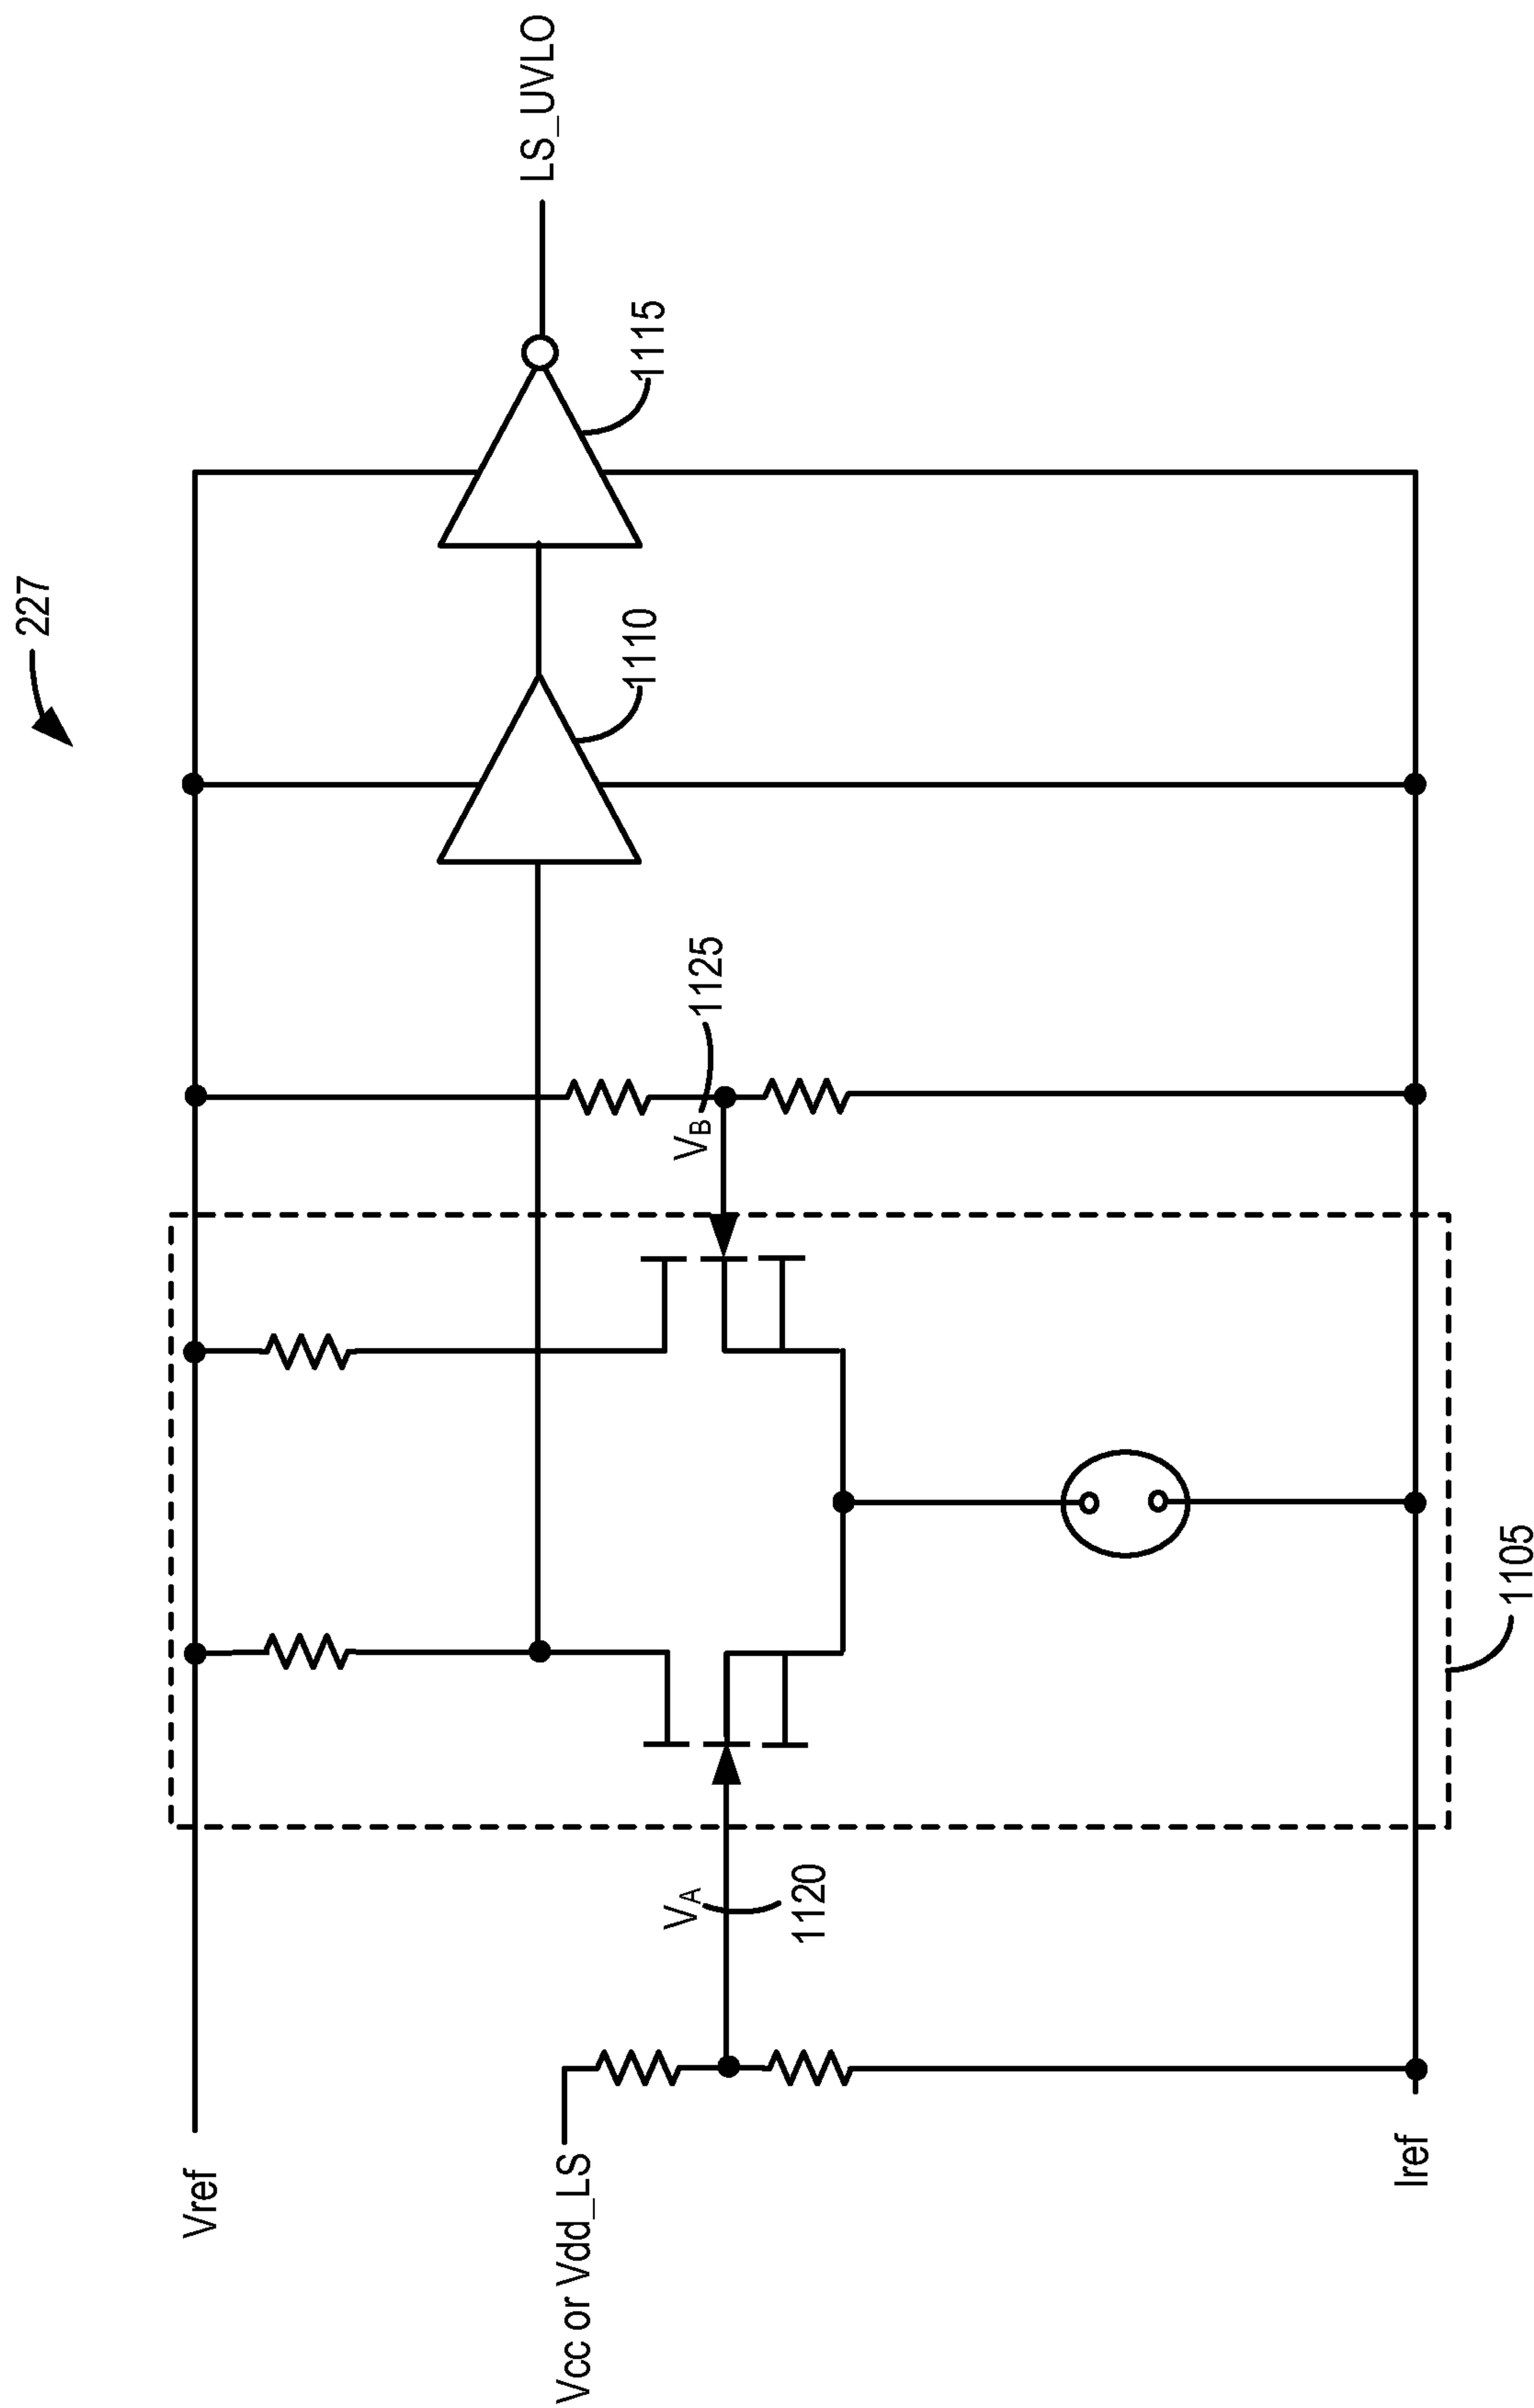 227
Vref
Vcc or Vdd_LS
Iref
VA
1120
1105
VB
1125
1110
1115
LS_UVLO